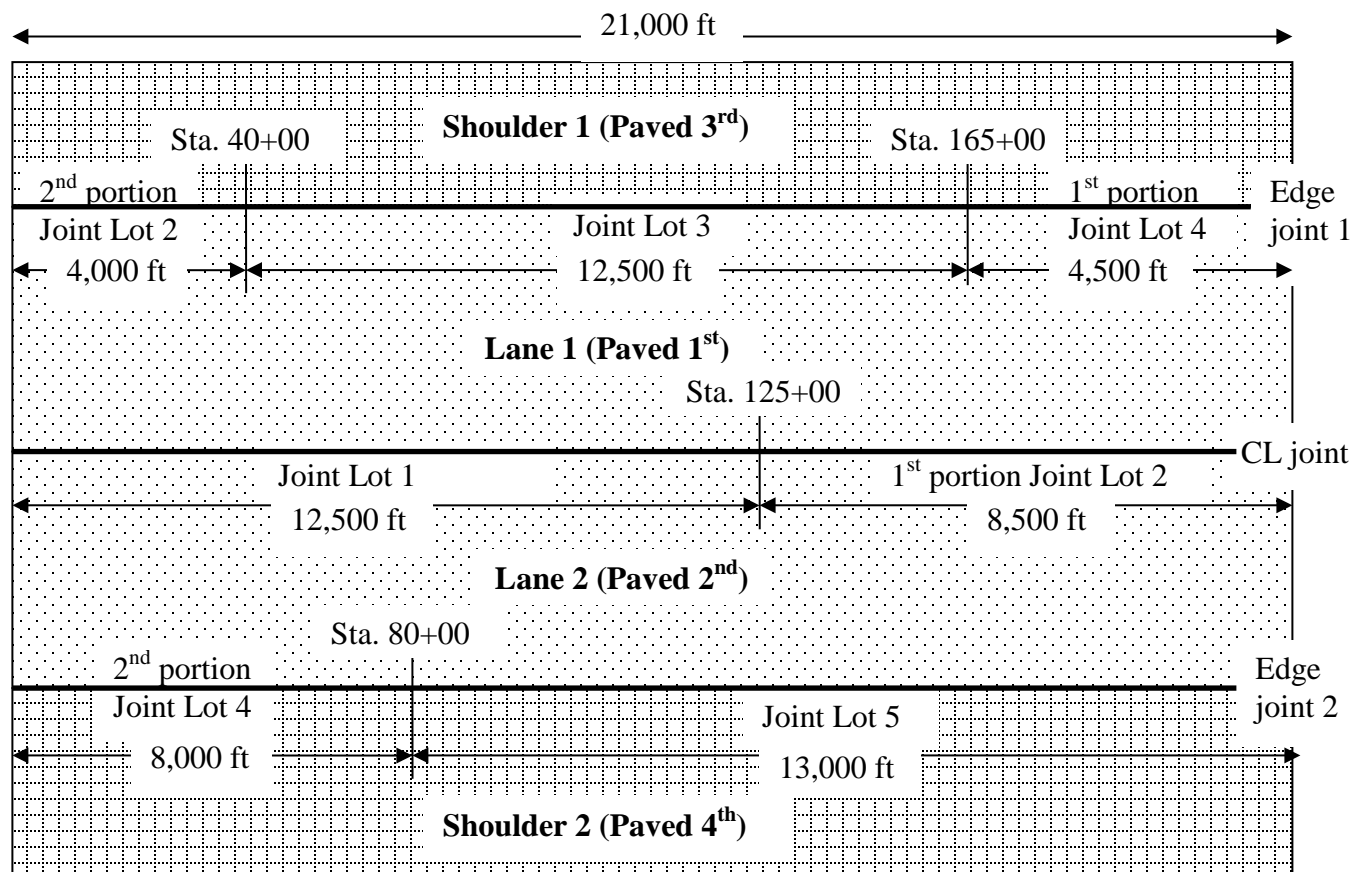 21,000 ft
Shoulder 1 (Paved 3rd)
Sta. 40+00
Sta. 165+00
2nd portion
Joint Lot 2
4,000 ft
Joint Lot 3
12,500 ft
1st portion
Joint Lot 4
4,500 ft
Edge
joint 1
Lane 1 (Paved 1st)
Sta. 125+00
CL joint
Joint Lot 1
12,500 ft
1st portion Joint Lot 2
8,500 ft
Lane 2 (Paved 2nd)
Sta. 80+00
2nd portion
Joint Lot 4
8,000 ft
Joint Lot 5
13,000 ft
Edge
joint 2
Shoulder 2 (Paved 4th)